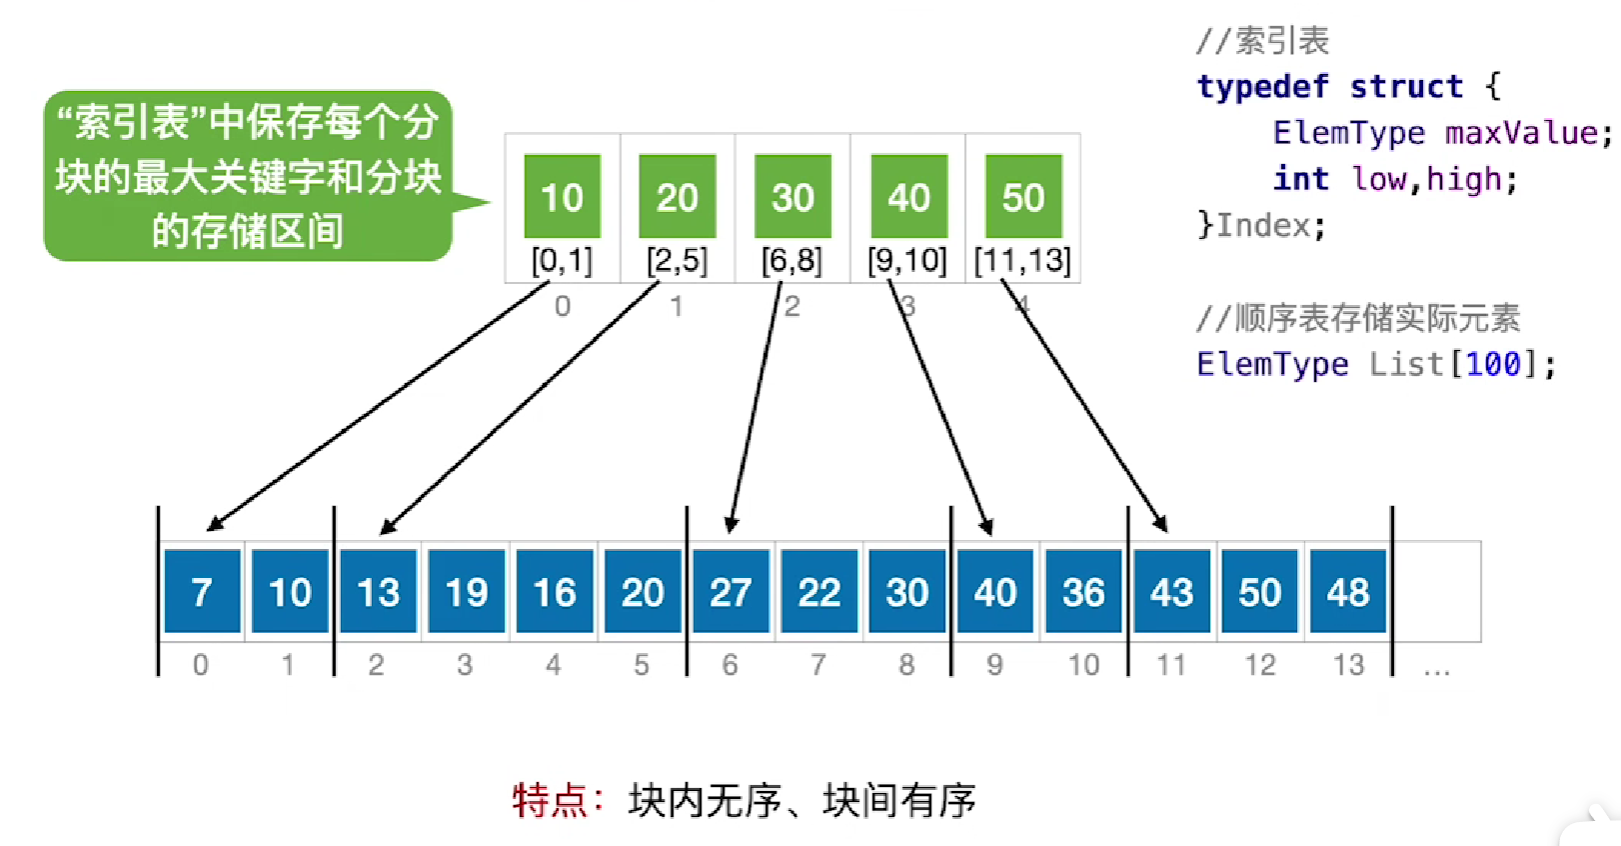 //索引表
typedef struct {
ElemType maxValue;
int low,high;
}Index;
//顺序表存储实际元素
ElemType List[100];
“索引表”中保存每个分
块的最大关键字和分块
的存储区间
10 20 30 40 50
[0,1] [2,5] [6,8] [9,10] [11,13]
0 1 2 3 4
7 10 13 19 16 20 27 22 30 40 36 43 50 48
0 1 2 3 4 5 6 7 8 9 10 11 12 13 ...
特点：块内无序、块间有序